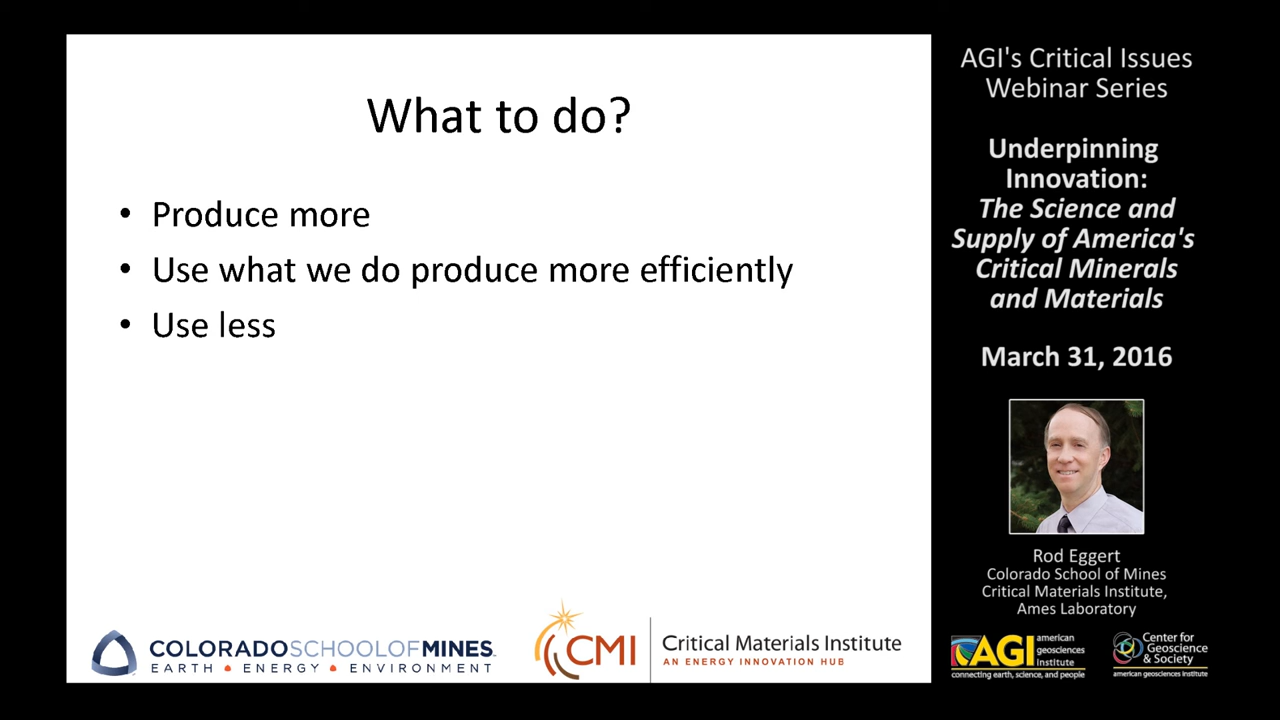 What to do?
• Produce more
• Use what we do produce more efficiently
• Use less
COLORADOSCHOOLOFMINES
EARTH • ENERGY • ENVIRONMENT
CMI
Critical Materials Institute
AN ENERGY INNOVATION HUB
AGI's Critical Issues
Webinar Series
Underpinning
Innovation:
The Science and
Supply of America's
Critical Minerals
and Materials
March 31, 2016
Rod Eggert
Colorado School of Mines
Critical Materials Institute,
Ames Laboratory
AGI
american
geosciences
institute
connecting earth, science, and people
Center for
Geoscience
& Society
american geosciences institute